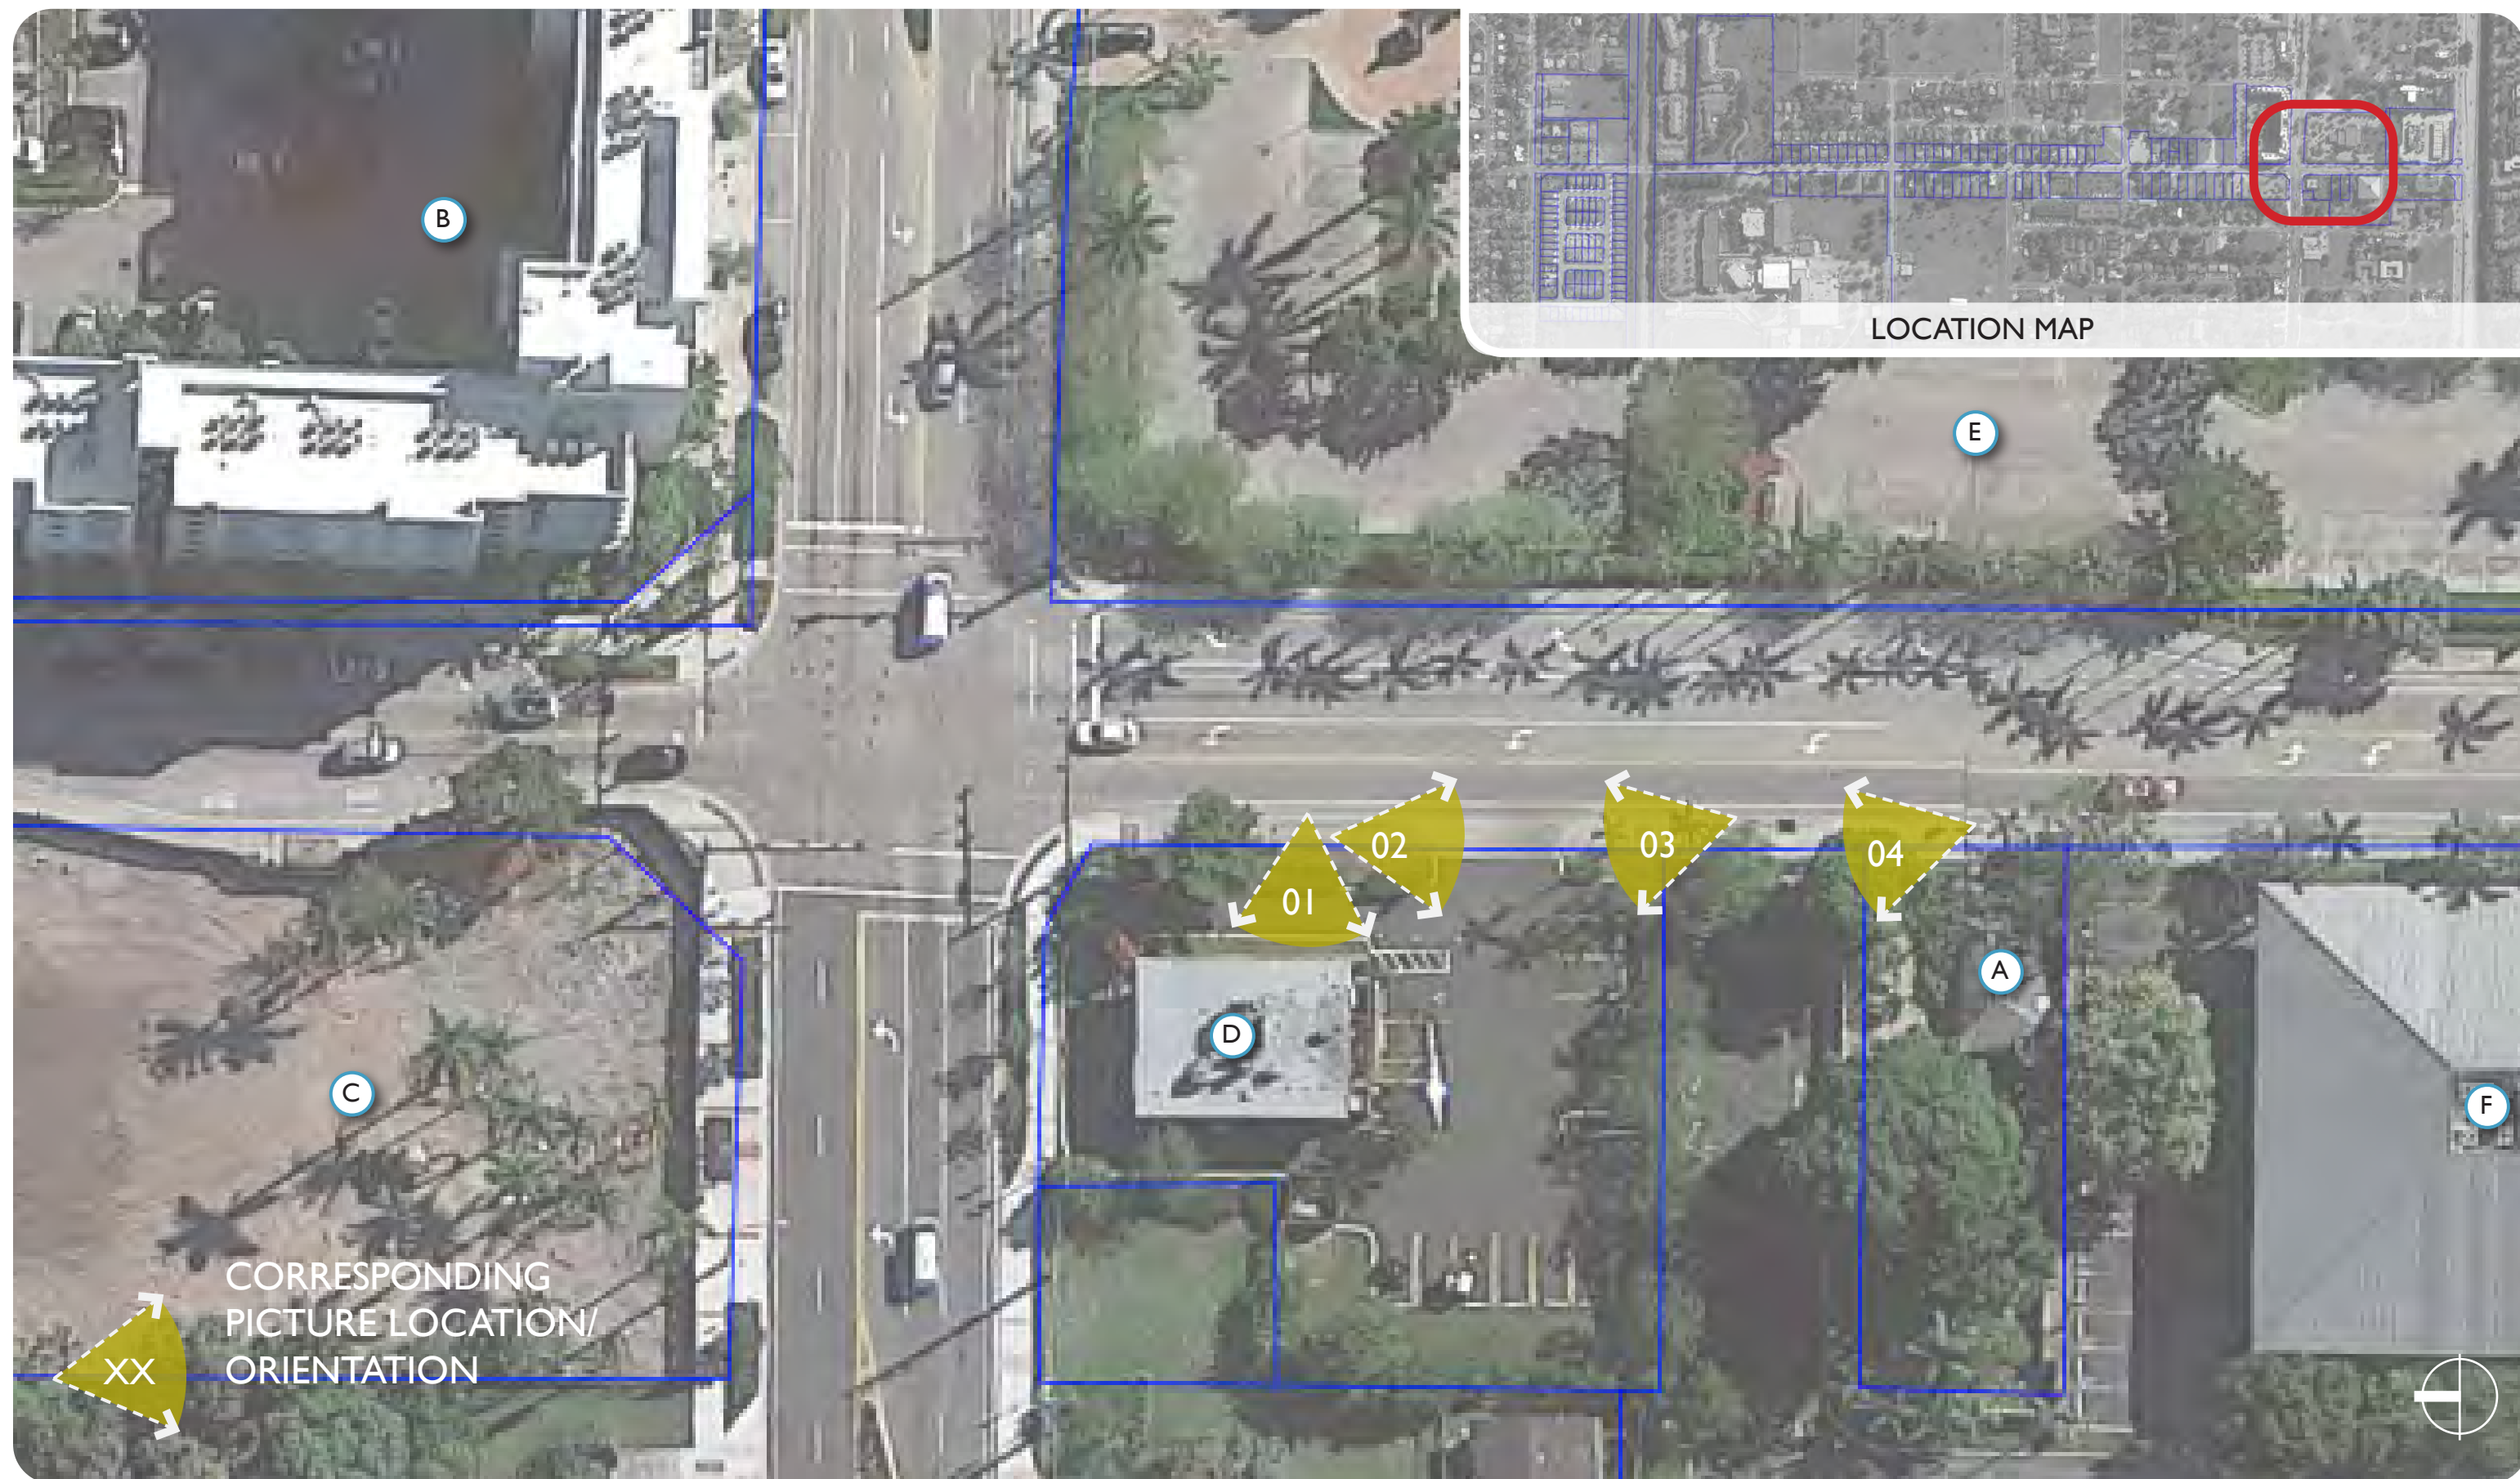 LOCATION MAP
B
E
02
03
04
01
A
D
C
F
CORRESPONDING
PICTURE LOCATION/
ORIENTATION
XX